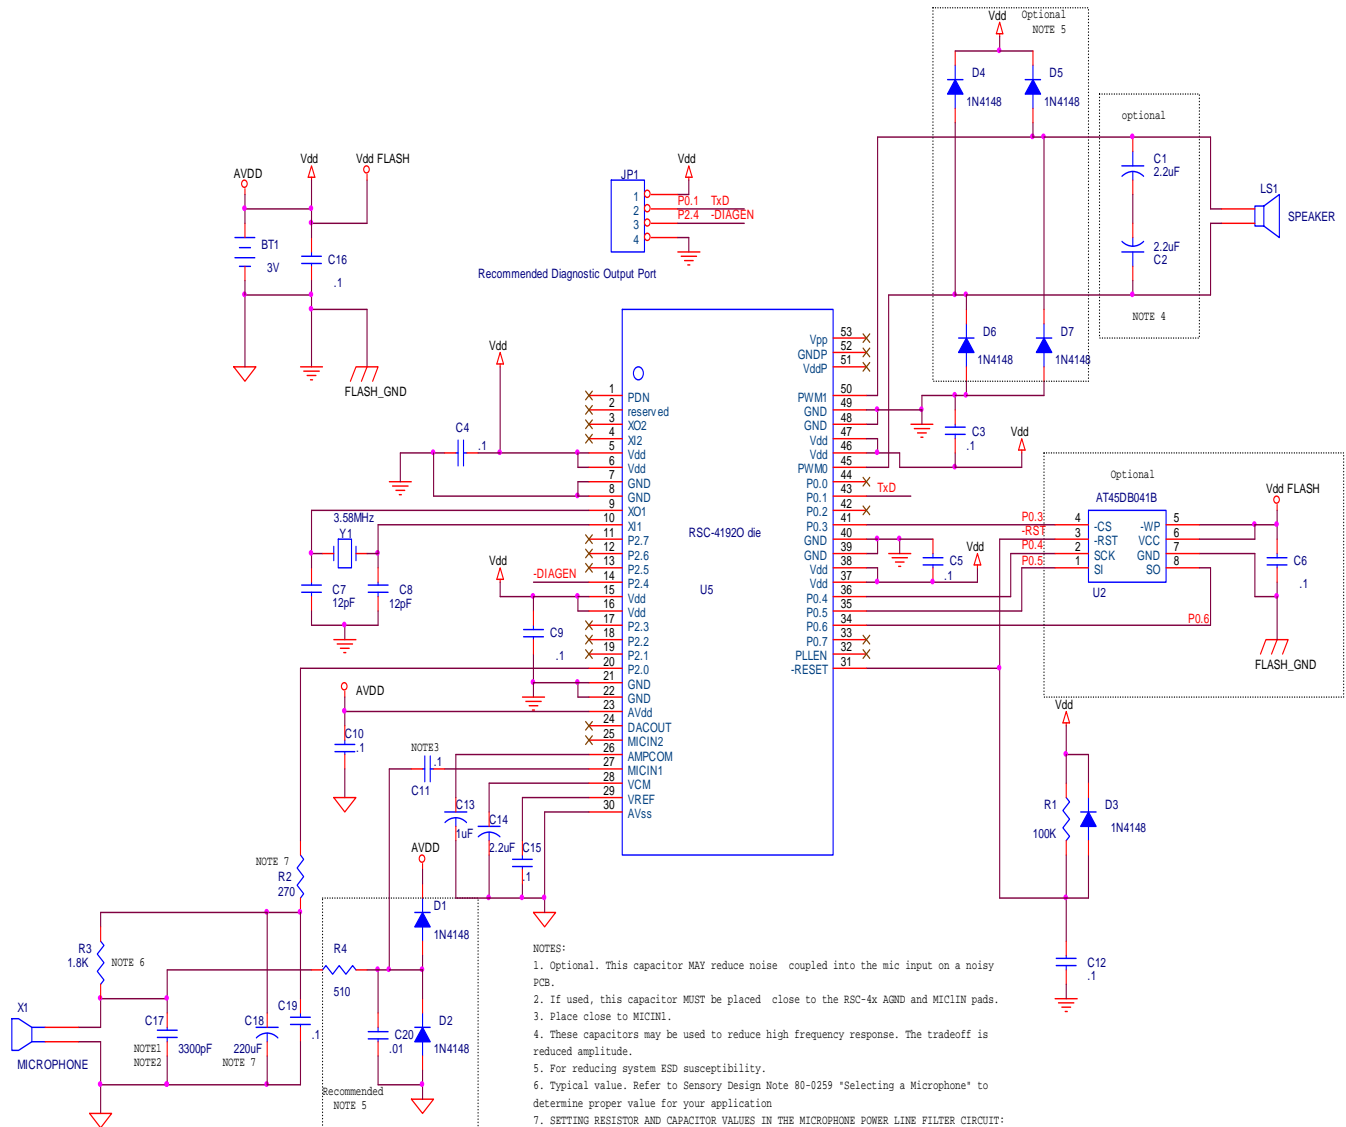 Vdd
Optional
NOTE 5
D4
1N4148
D5
1N4148
optional
C1
2.2uF
2.2uF
C2
NOTE 4
LS1
SPEAKER
D6
1N4148
D7
1N4148
AVDD
Vdd
Vdd FLASH
BT1
3V
C16
.1
FLASH_GND
JP1
Vdd
1
2
3
4
P0.1 TxD
P2.4 -DIAGEN
Recommended Diagnostic Output Port
Vdd
C4
.1
3.58MHz
Y1
C7
12pF
C8
12pF
-DIAGEN
Vdd
C9
.1
AVDD
C10
.1
NOTE3
.1
C11
C13
1uF
C14
2.2uF
C15
.1
RSC-4192O die
U5
1 PDN
2 reserved
3 XO2
4 XI2
5 Vdd
6 Vdd
7 GND
8 GND
9 XO1
10 XI1
11 P2.7
12 P2.6
13 P2.5
14 P2.4
15 Vdd
16 Vdd
17 P2.3
18 P2.2
19 P2.1
20 P2.0
21 GND
22 GND
23 AVdd
24 DACOUT
25 MICIN2
26 AMPCOM
27 MICIN1
28 VCM
29 VREF
30 AVss
Vpp 53
GNDP 52
VddP 51
PWM1 50
GND 49
GND 48
Vdd 47
Vdd 46
PWM0 45
P0.0 44
P0.1 43
P0.2 42
P0.3 41
GND 40
GND 39
Vdd 38
Vdd 37
P0.4 36
P0.5 35
P0.6 34
P0.7 33
PLLEN 32
-RESET 31
C3
.1
Vdd
TxD
C5
.1
Vdd
Optional
AT45DB041B
P0.3
-RST
P0.4
P0.5
4 -CS
3 -RST
2 SCK
1 SI
-WP 5
VCC 6
GND 7
SO 8
U2
P0.6
Vdd FLASH
C6
.1
FLASH_GND
Vdd
R1
100K
D3
1N4148
C12
.1
NOTE 7
R2
270
R3
1.8K
NOTE 6
X1
MICROPHONE
C17
3300pF
NOTE1
NOTE2
C18
220uF
NOTE 7
C19
.1
R4
510
AVDD
D1
1N4148
D2
1N4148
C20
.01
Recommended
NOTE 5
NOTES:
1. Optional. This capacitor MAY reduce noise coupled into the mic input on a noisy
PCB.
2. If used, this capacitor MUST be placed close to the RSC-4x AGND and MIC1IN pads.
3. Place close to MICIN1.
4. These capacitors may be used to reduce high frequency response. The tradeoff is
reduced amplitude.
5. For reducing system ESD susceptibility.
6. Typical value. Refer to Sensory Design Note 80-0259 "Selecting a Microphone" to
determine proper value for your application
7. SETTING RESISTOR AND CAPACITOR VALUES IN THE MICROPHONE POWER LINE FILTER CIRCUIT: